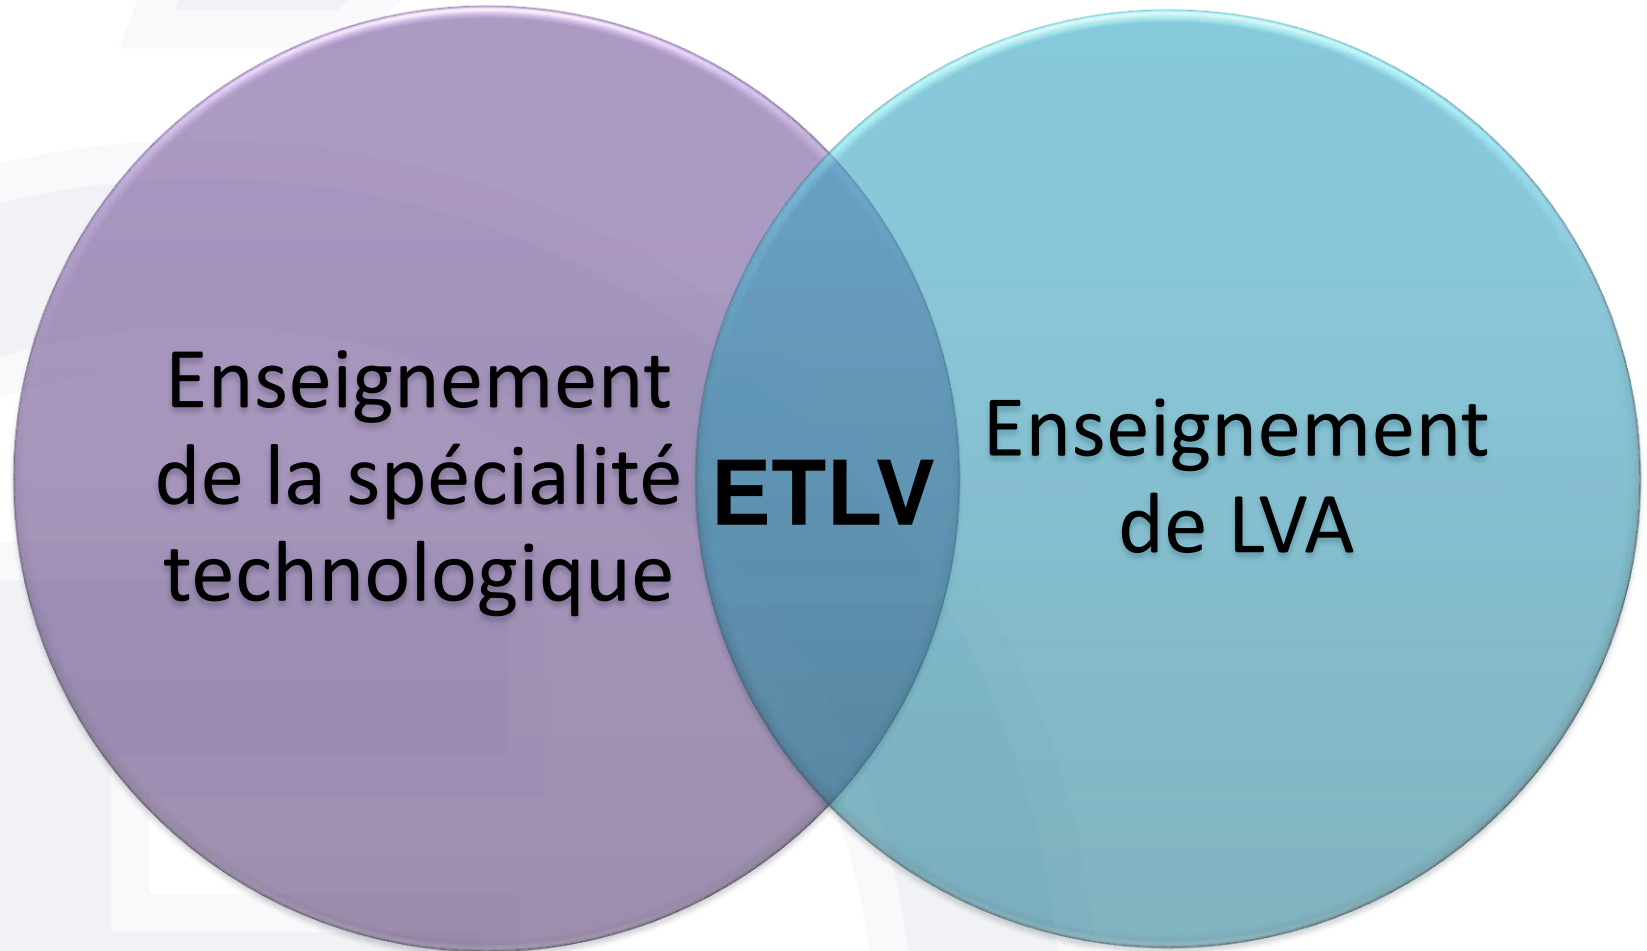 Enseignement
de la spécialité
technologique
ETLV
Enseignement
de LVA